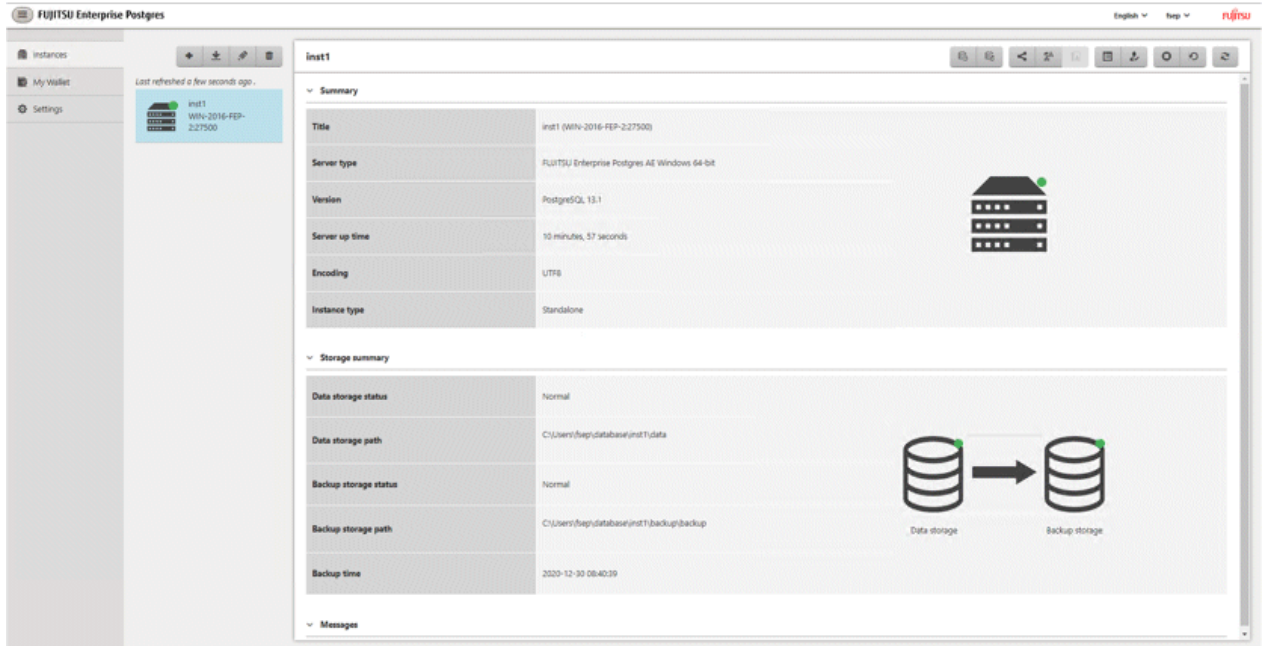 FUJITSU Enterprise Postgres
English
fsep
FUJITSU
Instances
My Wallet
Settings
Last refreshed a few seconds ago .
inst1
WIN-2016-FEP-
2:27500
inst1
Summary
Title
inst1 (WIN-2016-FEP-2:27500)
Server type
FUJITSU Enterprise Postgres AE Windows 64-bit
Version
PostgreSQL 13.1
Server up time
10 minutes, 57 seconds
Encoding
UTF8
Instance type
Standalone
Storage summary
Data storage status
Normal
Data storage path
C:\Users\fsep\database\inst1\data
Backup storage status
Normal
Backup storage path
C:\Users\fsep\database\inst1\backup\backup
Backup time
2020-12-30 08:40:39
Data storage
Backup storage
Messages